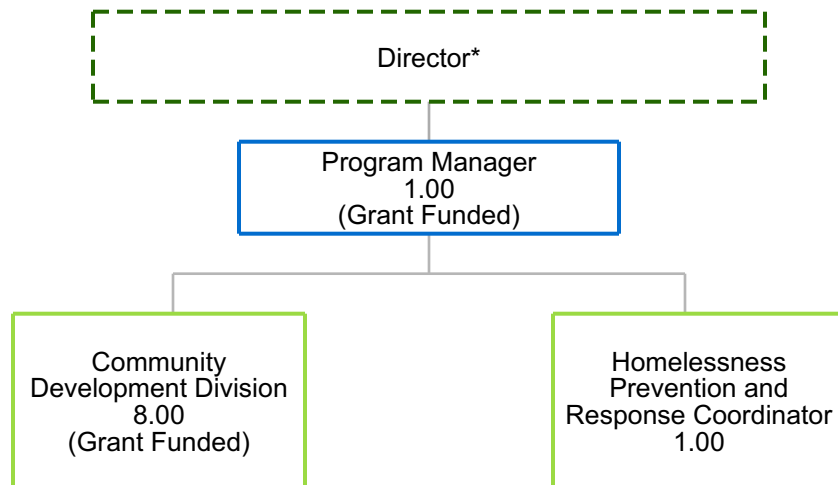 Director*
Program Manager
1.00
(Grant Funded)
Community
Development Division
8.00
(Grant Funded)
Homelessness
Prevention and
Response Coordinator
1.00